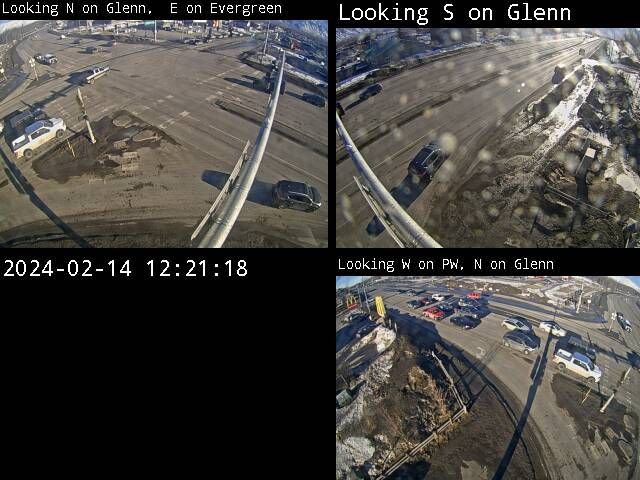 Looking N on Glenn,  E on Evergreen
Looking S on Glenn
2024-02-14 12:21:18
Looking W on PW, N on Glenn